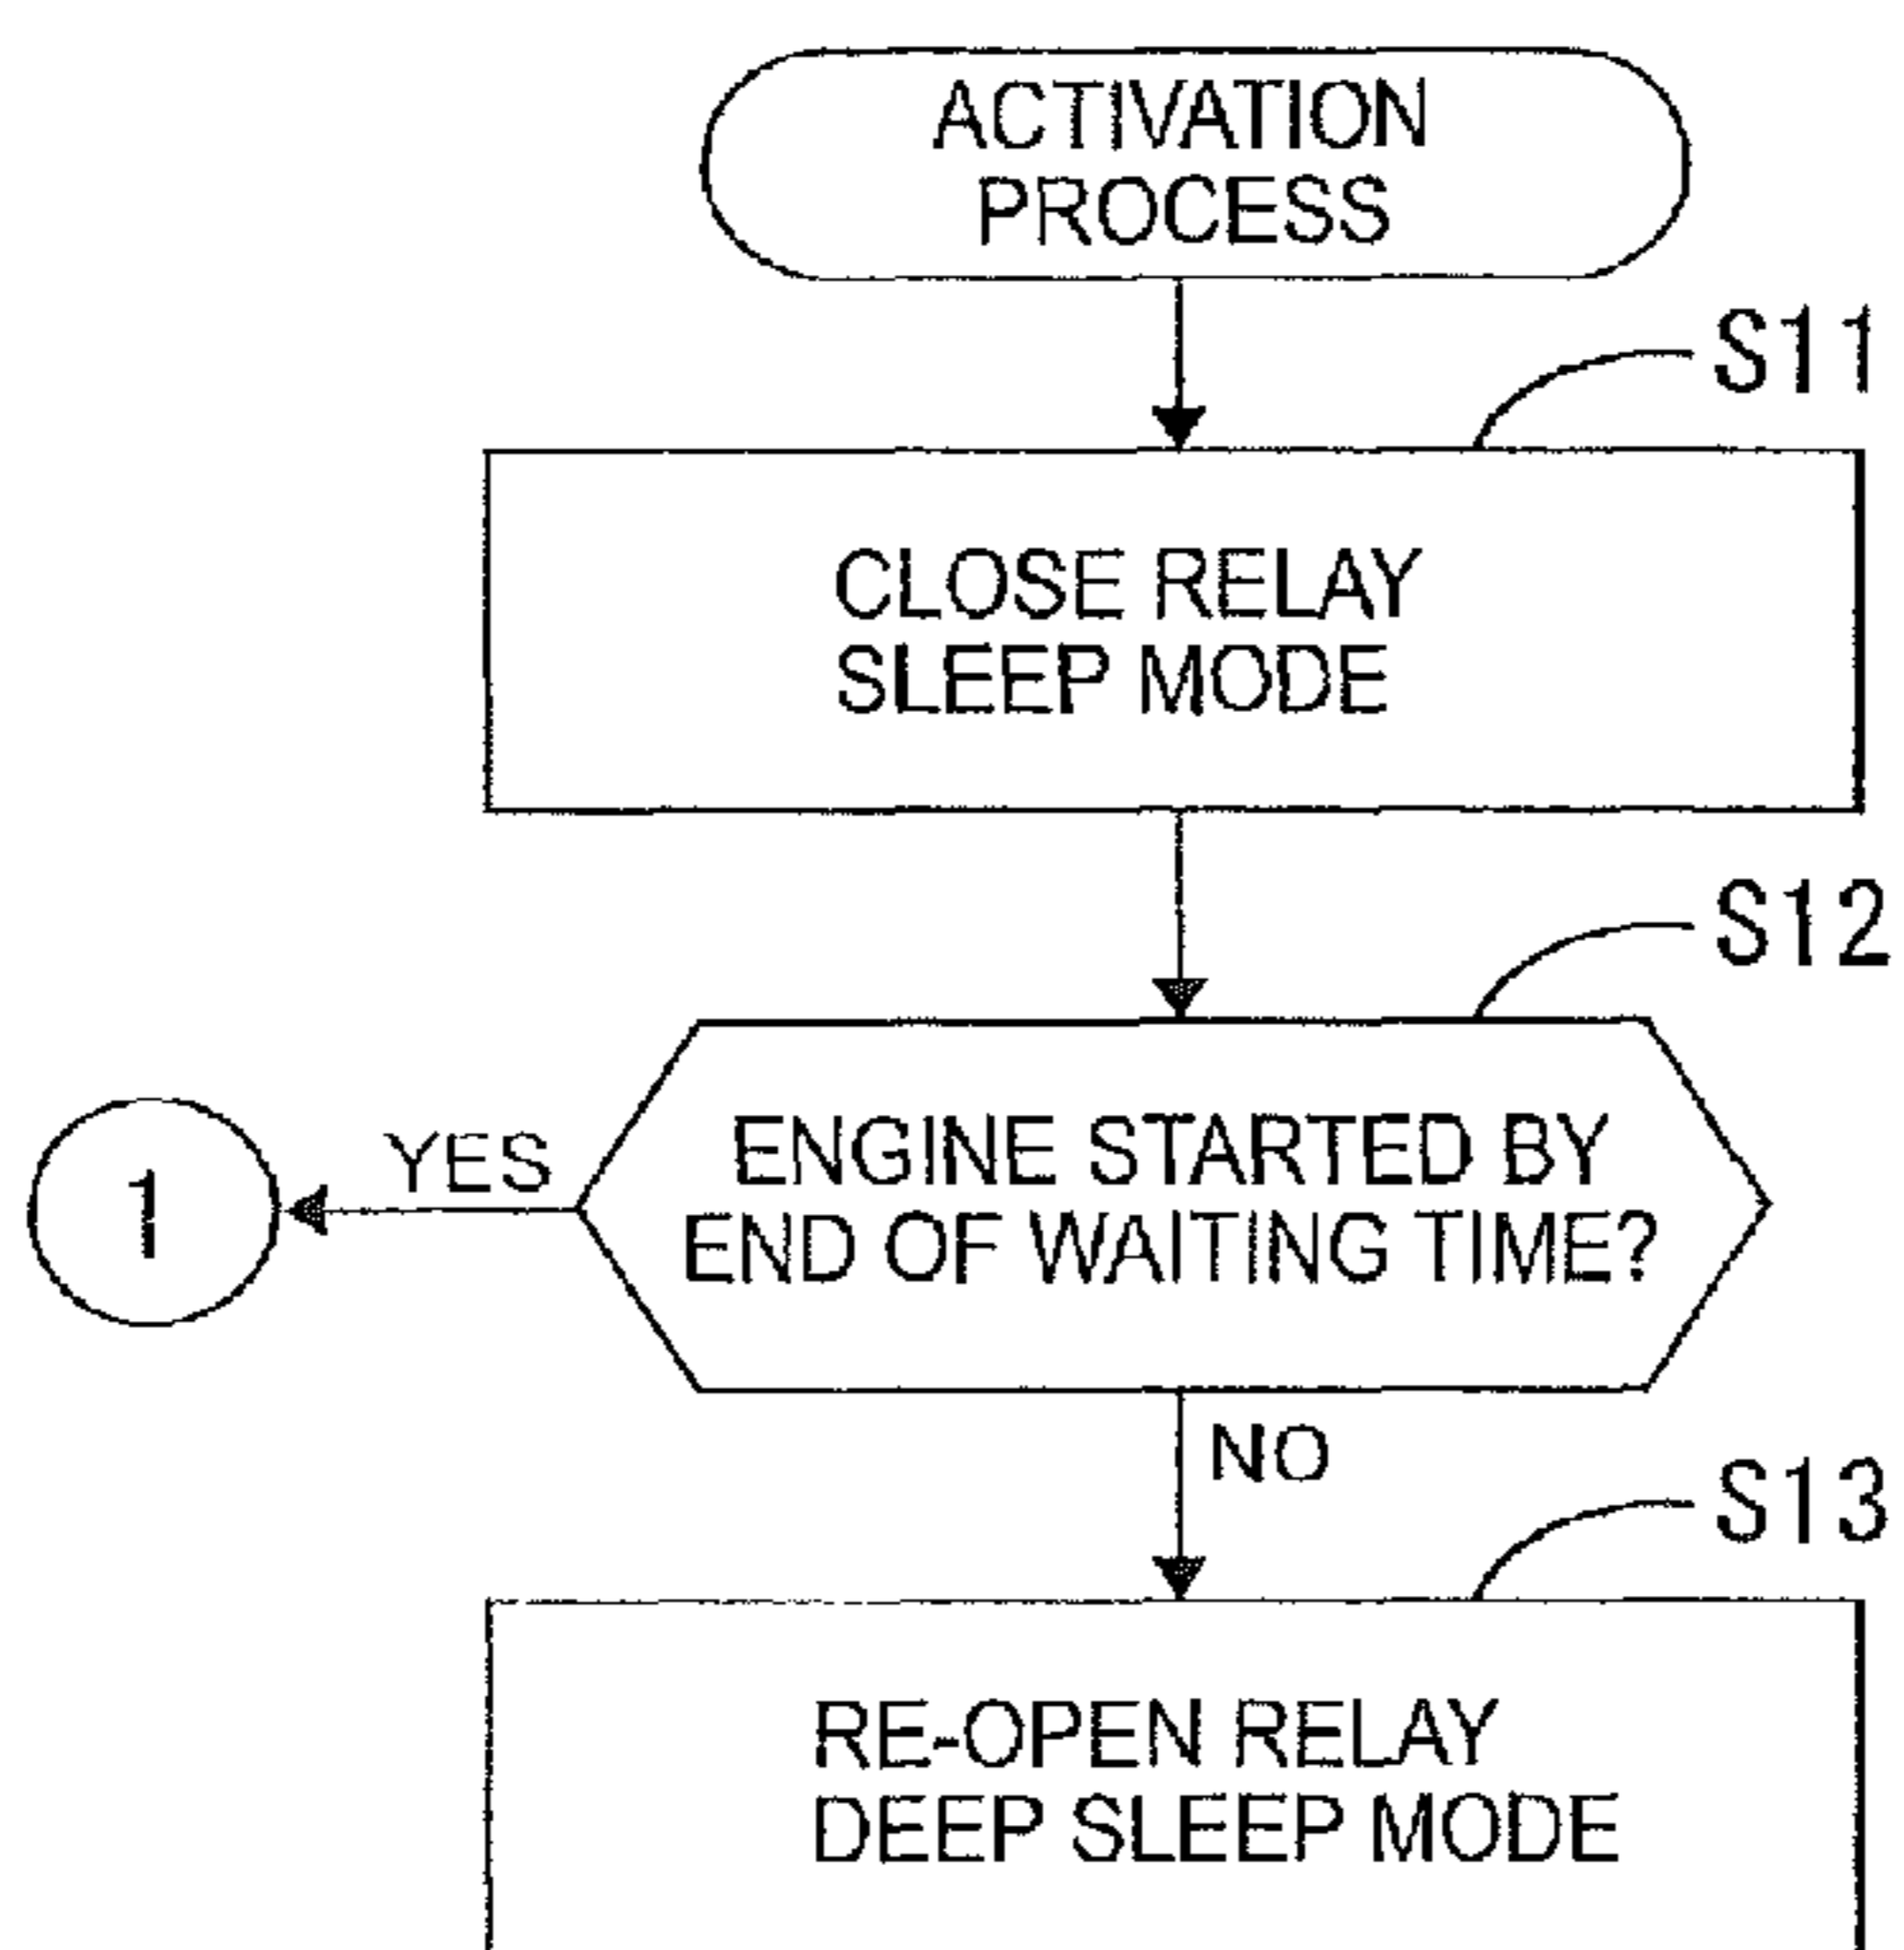 ACTIVATION
PROCESS
S11
CLOSE RELAY
SLEEP MODE
S12
ENGINE STARTED BY
END OF WAITING TIME?
YES
1
NO
S13
RE-OPEN RELAY
DEEP SLEEP MODE